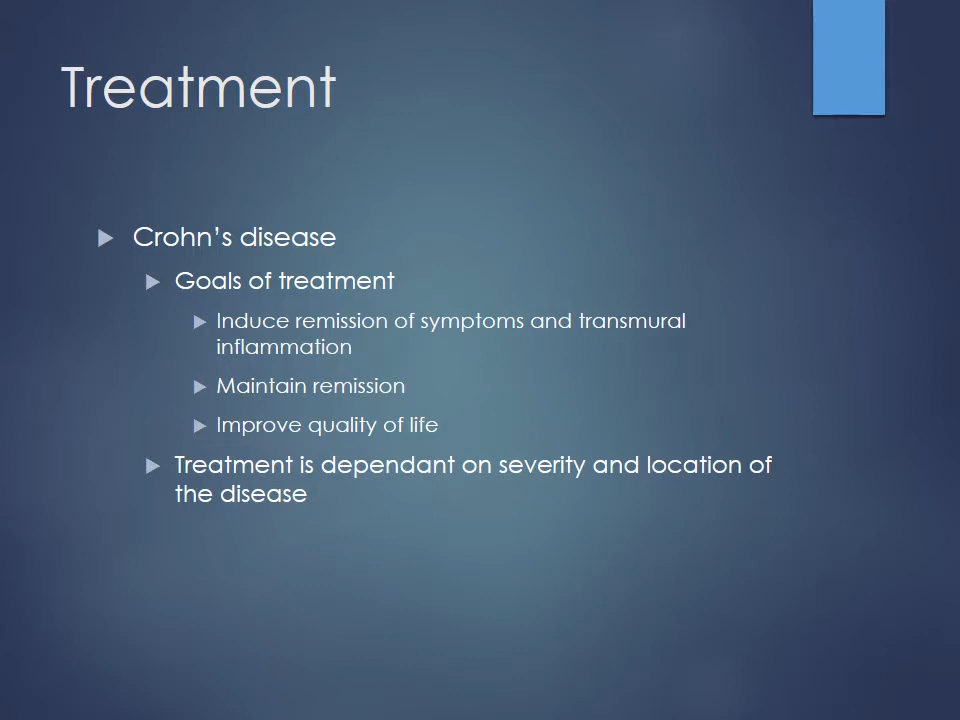 Treatment
Crohn’s disease
Goals of treatment
Induce remission of symptoms and transmural
inflammation
Maintain remission
Improve quality of life
Treatment is dependant on severity and location of
the disease